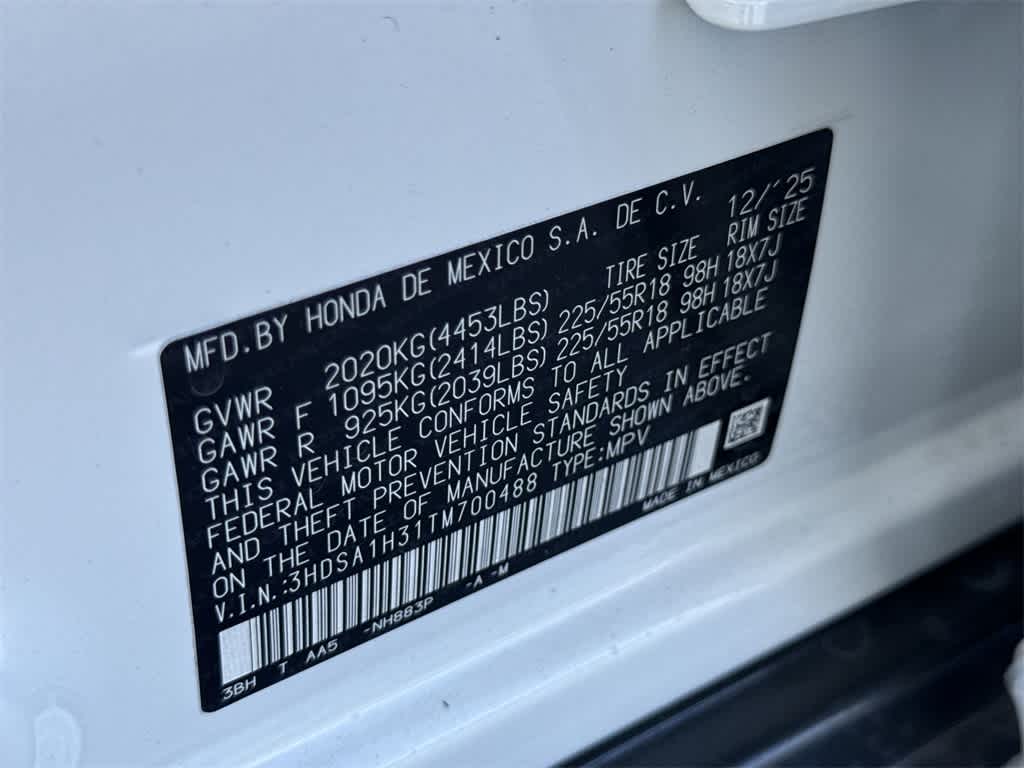 MFD.BY HONDA DE MEXICO S.A. DE C.V. 12/'25
TIRE SIZE RIM SIZE
GVWR 2020KG(4453LBS)
GAWR F 1095KG(2414LBS) 225/55R18 98H 18X7J
GAWR R 925KG(2039LBS) 225/55R18 98H 18X7J
THIS VEHICLE CONFORMS TO ALL APPLICABLE
FEDERAL MOTOR VEHICLE SAFETY
AND THEFT PREVENTION STANDARDS IN EFFECT
ON THE DATE OF MANUFACTURE SHOWN ABOVE.
V.I.N.:3HDSA1H31TM700488 TYPE:MPV
MADE IN MEXICO
3BH T AA5 -NH883P -A -M